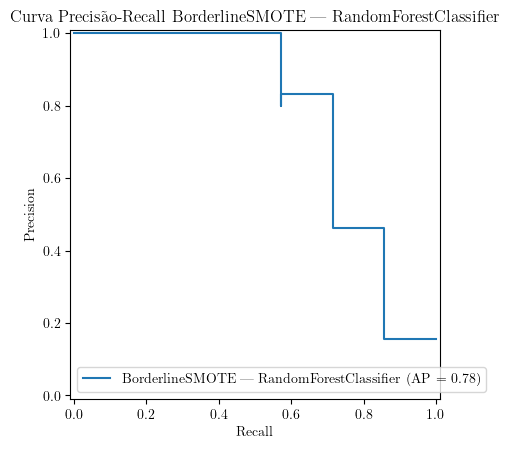 Curva Precisão-Recall BorderlineSMOTE — RandomForestClassifier
1.0
0.8
0.6
0.4
0.2
0.0
Precision
BorderlineSMOTE — RandomForestClassifier (AP = 0.78)
0.0 0.2 0.4 0.6 0.8 1.0
Recall